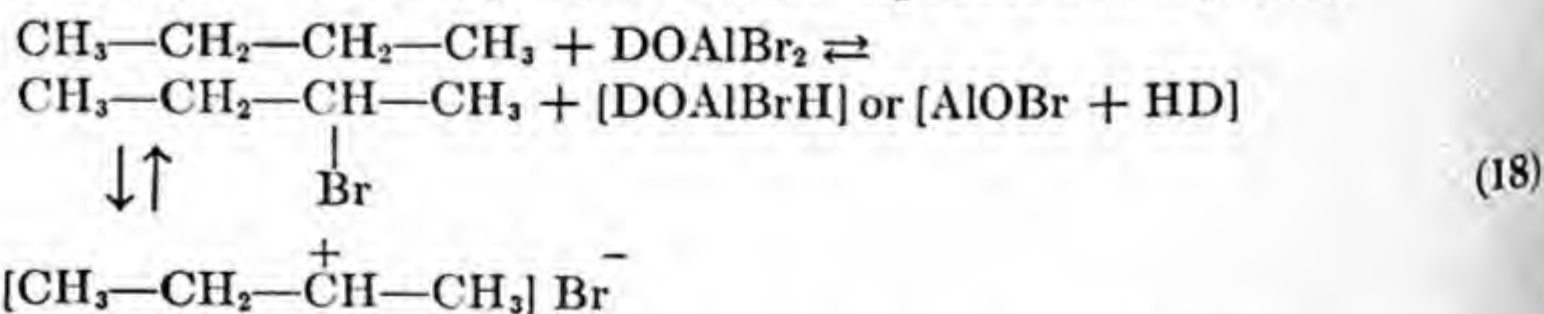 CH₃—CH₂—CH₂—CH₃ + DOAlBr₂ ⇄
CH₃—CH₂—CH—CH₃ + [DOAlBrH] or [AlOBr + HD]
|
↓↑ Br (18)
+ −
[CH₃—CH₂—CH—CH₃] Br